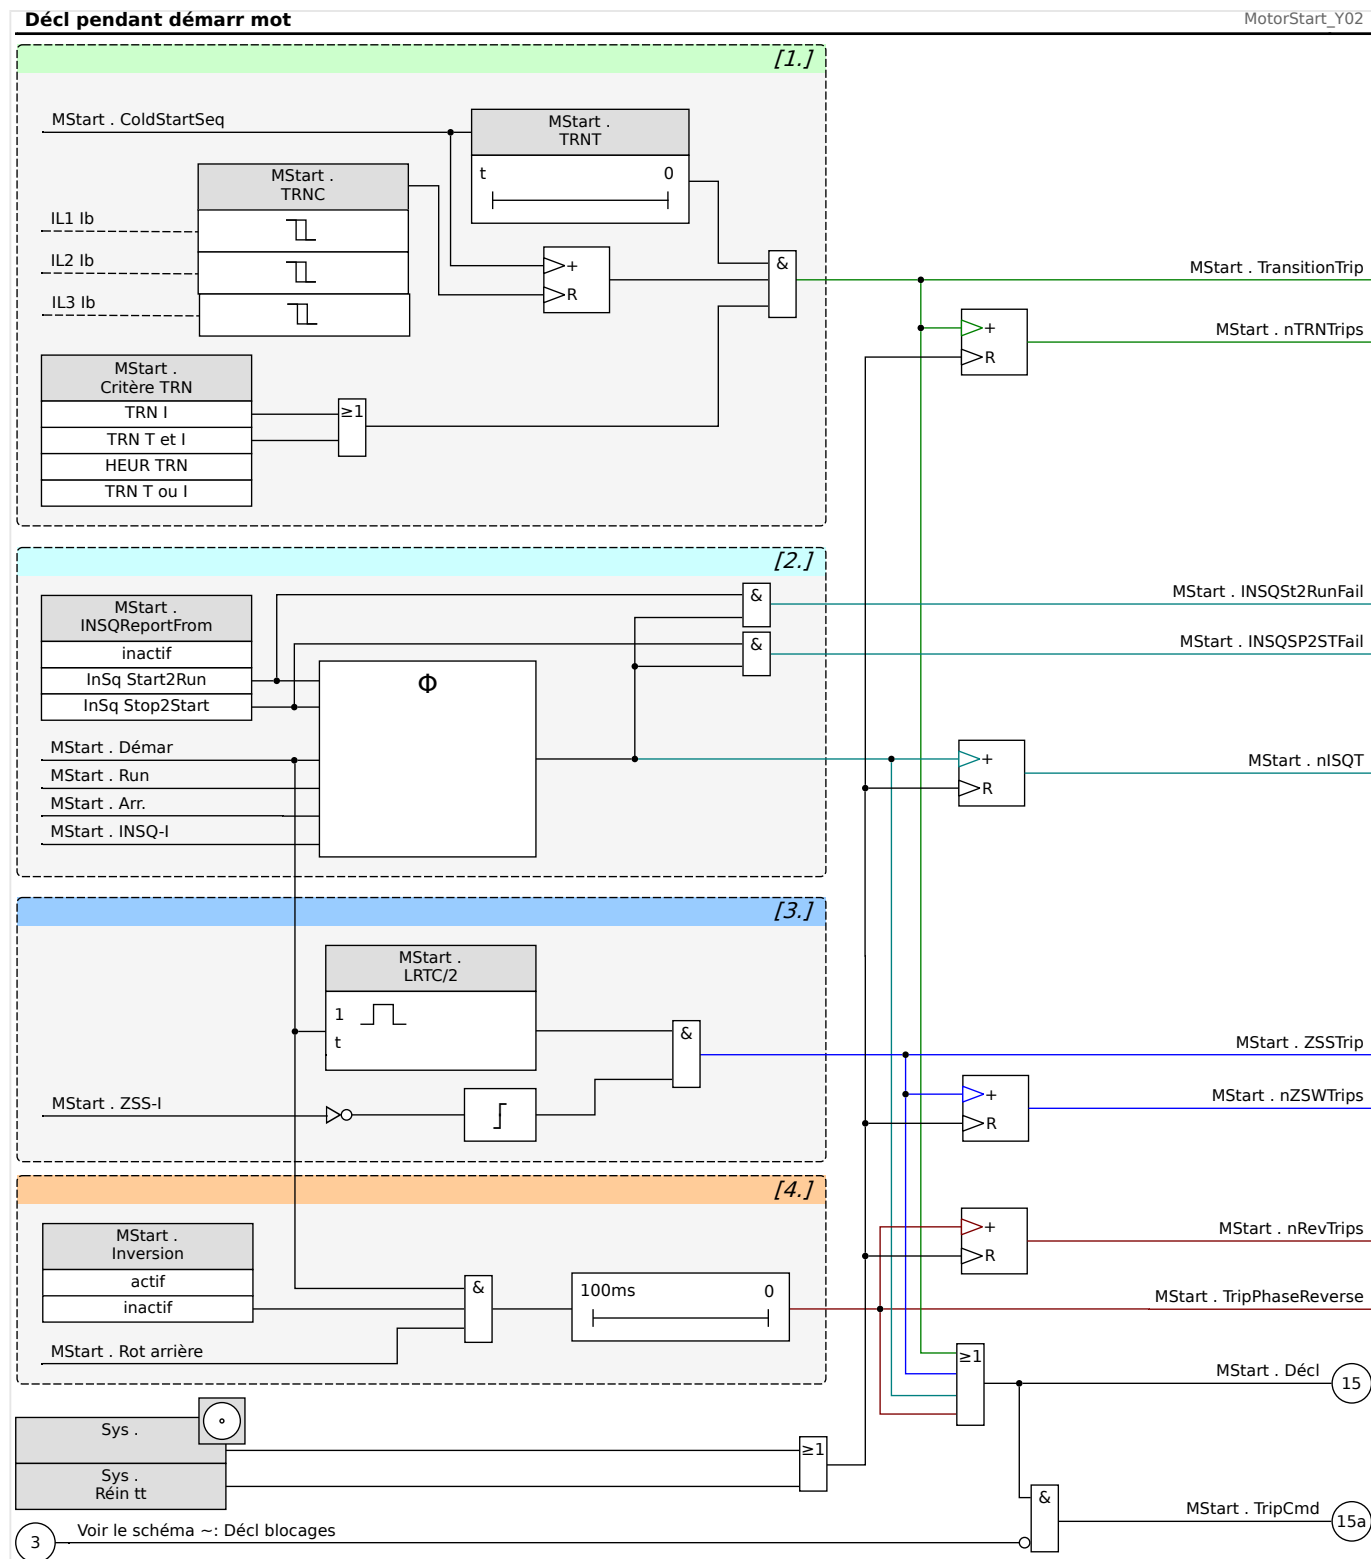 Décl pendant démarr mot
MotorStart_Y02
[1.]
MStart . ColdStartSeq
MStart .
TRNT
t
0
MStart .
TRNC
IL1 Ib
IL2 Ib
IL3 Ib
+
R
&
MStart . TransitionTrip
+
R
MStart . nTRNTrips
MStart .
Critère TRN
TRN I
TRN T et I
HEUR TRN
TRN T ou I
≥1
[2.]
MStart .
INSQReportFrom
inactif
InSq Start2Run
InSq Stop2Start
Φ
&
MStart . INSQSt2RunFail
&
MStart . INSQSP2STFail
MStart . Démar
MStart . Run
MStart . Arr.
MStart . INSQ-I
+
R
MStart . nISQT
[3.]
MStart .
LRTC/2
1
t
&
MStart . ZSS-I
MStart . ZSSTrip
+
R
MStart . nZSWTrips
[4.]
MStart .
Inversion
actif
inactif
MStart . Rot arrière
&
100ms
0
+
R
MStart . nRevTrips
MStart . TripPhaseReverse
≥1
MStart . Décl
15
Sys .
Sys .
Réin tt
≥1
&
MStart . TripCmd
15a
3
Voir le schéma ~: Décl blocages